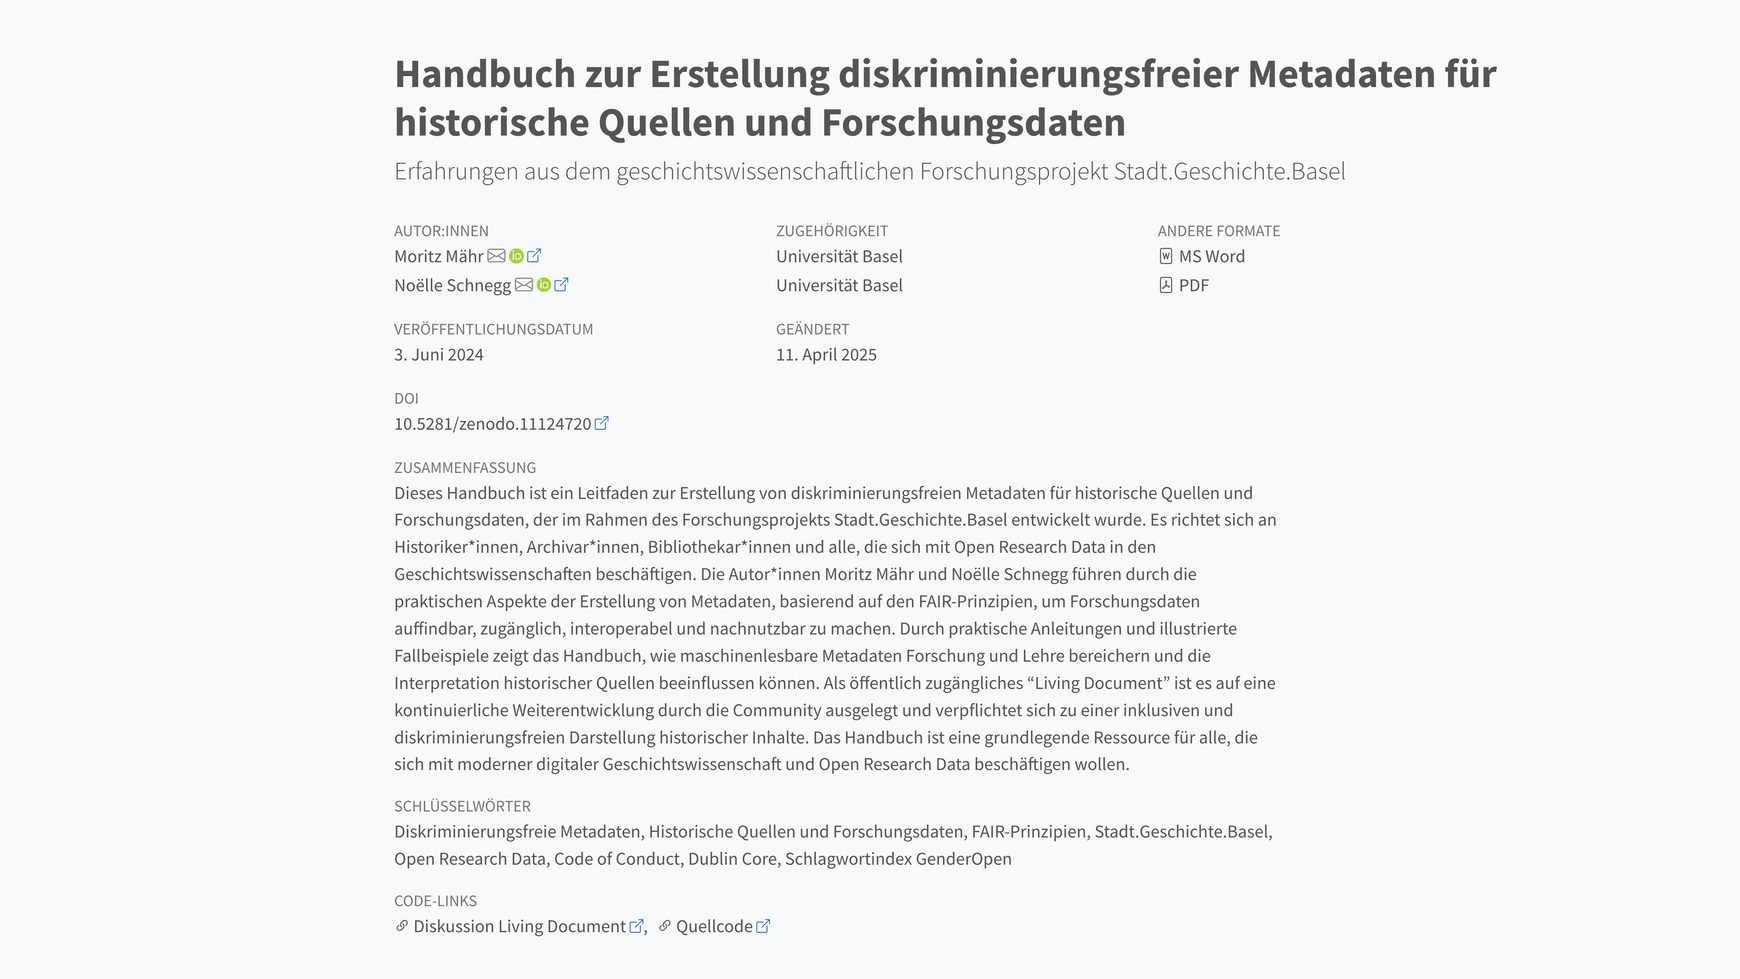 Handbuch zur Erstellung diskriminierungsfreier Metadaten für
historische Quellen und Forschungsdaten
Erfahrungen aus dem geschichtswissenschaftlichen Forschungsprojekt Stadt.Geschichte.Basel
AUTOR:INNEN
Moritz Mähr
Noëlle Schnegg
ZUGEHÖRIGKEIT
Universität Basel
Universität Basel
ANDERE FORMATE
MS Word
PDF
VERÖFFENTLICHUNGSDATUM
3. Juni 2024
GEÄNDERT
11. April 2025
DOI
10.5281/zenodo.11124720
ZUSAMMENFASSUNG
Dieses Handbuch ist ein Leitfaden zur Erstellung von diskriminierungsfreien Metadaten für historische Quellen und
Forschungsdaten, der im Rahmen des Forschungsprojekts Stadt.Geschichte.Basel entwickelt wurde. Es richtet sich an
Historiker*innen, Archivar*innen, Bibliothekar*innen und alle, die sich mit Open Research Data in den
Geschichtswissenschaften beschäftigen. Die Autor*innen Moritz Mähr und Noëlle Schnegg führen durch die
praktischen Aspekte der Erstellung von Metadaten, basierend auf den FAIR-Prinzipien, um Forschungsdaten
auffindbar, zugänglich, interoperabel und nachnutzbar zu machen. Durch praktische Anleitungen und illustrierte
Fallbeispiele zeigt das Handbuch, wie maschinenlesbare Metadaten Forschung und Lehre bereichern und die
Interpretation historischer Quellen beeinflussen können. Als öffentlich zugängliches “Living Document” ist es auf eine
kontinuierliche Weiterentwicklung durch die Community ausgelegt und verpflichtet sich zu einer inklusiven und
diskriminierungsfreien Darstellung historischer Inhalte. Das Handbuch ist eine grundlegende Ressource für alle, die
sich mit moderner digitaler Geschichtswissenschaft und Open Research Data beschäftigen wollen.
SCHLÜSSELWÖRTER
Diskriminierungsfreie Metadaten, Historische Quellen und Forschungsdaten, FAIR-Prinzipien, Stadt.Geschichte.Basel,
Open Research Data, Code of Conduct, Dublin Core, Schlagwortindex GenderOpen
CODE-LINKS
Diskussion Living Document, Quellcode